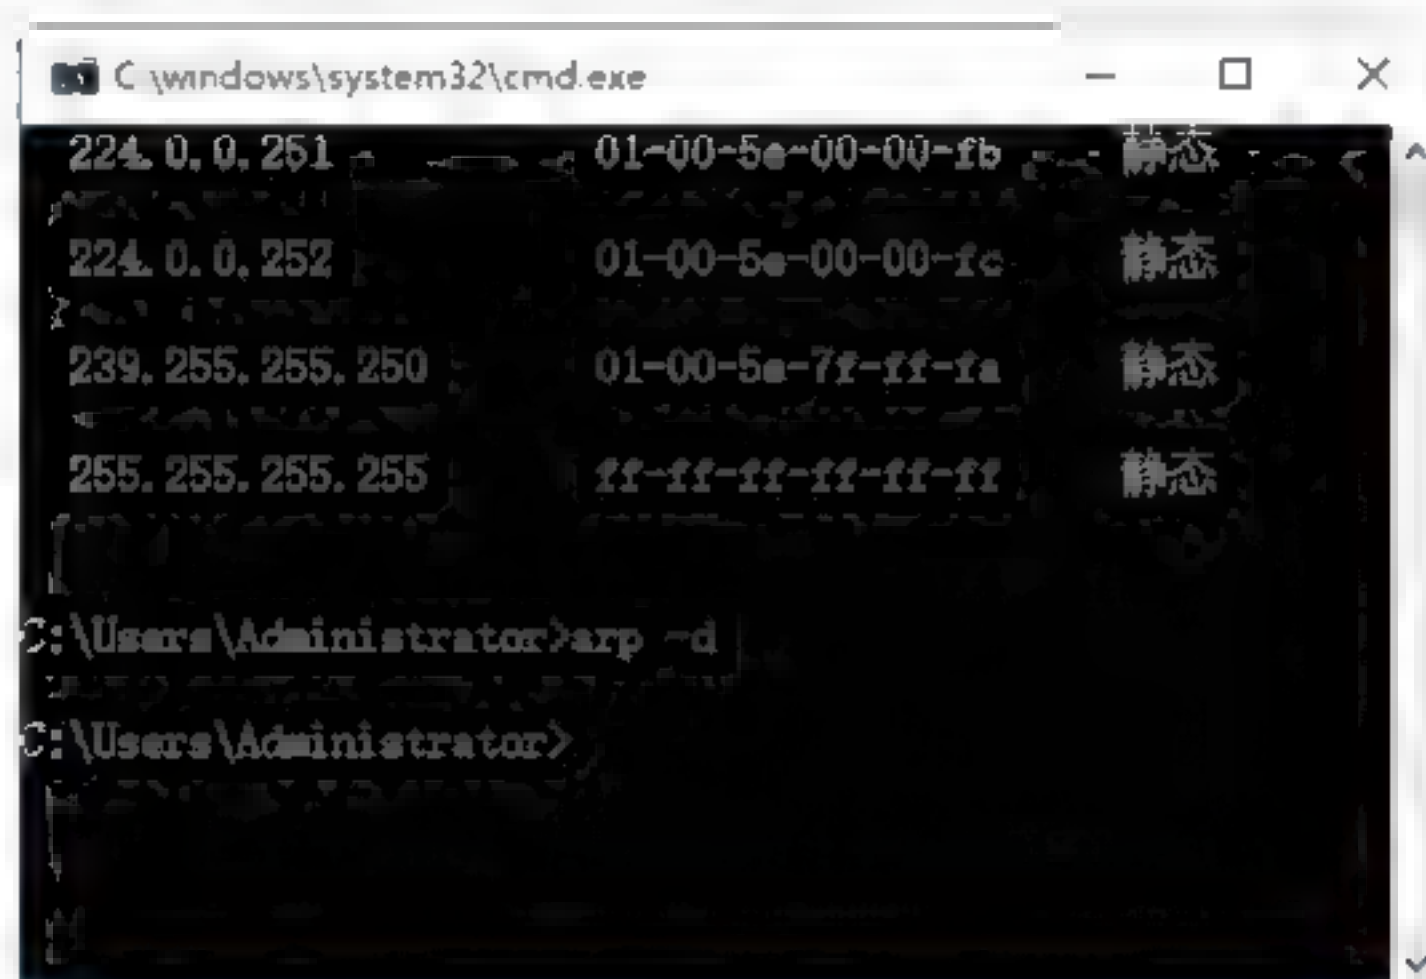 C:\windows\system32\cmd.exe
224.0.0.251 01-00-5e-00-00-fb 静态
224.0.0.252 01-00-5e-00-00-fc 静态
239.255.255.250 01-00-5e-7f-ff-fa 静态
255.255.255.255 ff-ff-ff-ff-ff-ff 静态
C:\Users\Administrator>arp -d
C:\Users\Administrator>